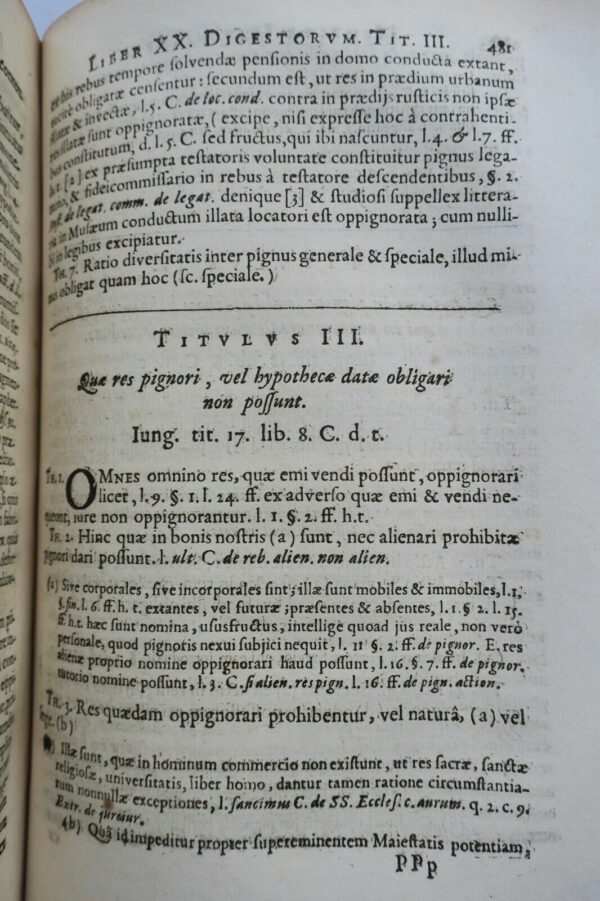 LIBER XX. DIGESTORVM. TIT. III. 481
his rebus tempore solvendæ pensionis in domo conducta extant,
obligatæ censentur: secundum est, ut res in prædium urbanum
& invectæ, l. 5. C. de loc. cond. contra in prædijs rusticis non ipsæ
sunt oppignoratæ, ( excipe, nisi expresse hoc à contrahenti-
bus constitutum, d. l. 5. C. sed fructus, qui ibi nascuntur, l. 4. & l. 7. ff.
h.t. [2] ex præsumpta testatoris voluntate constituitur pignus lega-
& fideicommissario in rebus à testatore descendentibus, §. 2.
de legat. comm. de legat. denique [3] & studiosi suppellex littera-
in Musæum conductum illata locatori est oppignorata; cum nulli-
in legibus excipiatur.
TH. 7. Ratio diversitatis inter pignus generale & speciale, illud mi-
nus obligat quam hoc (sc. speciale.)
TITVLVS III.
Quæ res pignori, vel hypothecæ datæ obligari
non possunt.
Iung. tit. 17. lib. 8. C. d. t.
TH. 1. OMNES omnino res, quæ emi vendi possunt, oppignorari
licet, l. 9. §. 1. l. 24. ff. ex adverso quæ emi & vendi ne-
queunt, iure non oppignorantur. l. 1. §. 2. ff. h.t.
TH. 2. Hinc quæ in bonis nostris (a) sunt, nec alienari prohibitæ
pignori dari possunt. l. ult. C. de reb. alien. non alien.
(a) Sive corporales, sive incorporales sint; illæ sunt mobiles & immobiles, l. 1.
§. fin. l. 6. ff. h. t. extantes, vel futuræ; præsentes & absentes, l. 1. §. 2. l. 15.
ff. h.t. hæc sunt nomina, ususfructus, intellige quoad jus reale, non verò
personale, quod pignoris nexui subjici nequit, l. 11 §. 2. ff. de pignor. E. res
alienæ proprio nomine oppignorari haud possunt, l. 16. §. 7. ff. de pignor.
tutorio nomine possunt, l. 3. C. si alien. res pign. l. 16. ff. de pign. action.
TH. 3. Res quædam oppignorari prohibentur, vel naturâ, (a) vel
lege. (b)
Illæ sunt, quæ in hominum commercio non existunt, ut res sacræ, sanctæ
religiosæ, universitatis, liber homo, dantur tamen ratione circumstantia-
rum nonnullæ exceptiones, l. sancimus C. de SS. Eccles. c. aurum. q. 2. c. 9.
Extr. de jurejur.
(b) Quâ id impeditur propter supereminentem Maiestatis potentiam,
PPp